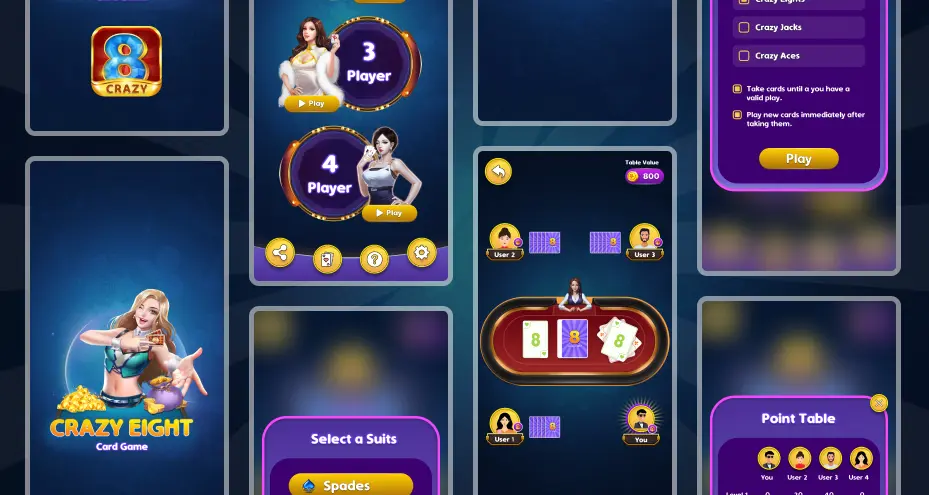 8
CRAZY
CRAZY EIGHT
Card Game
3
Player
Play
4
Player
Play
Select a Suits
Spades
Table Value
800
8
8
User 2
User 3
8
8
8
8
User 1
You
Crazy Eights
Crazy Jacks
Crazy Aces
Take cards until a you have a
valid play.
Play new cards immediately after
taking them.
Play
Point Table
You User 2 User 3 User 4